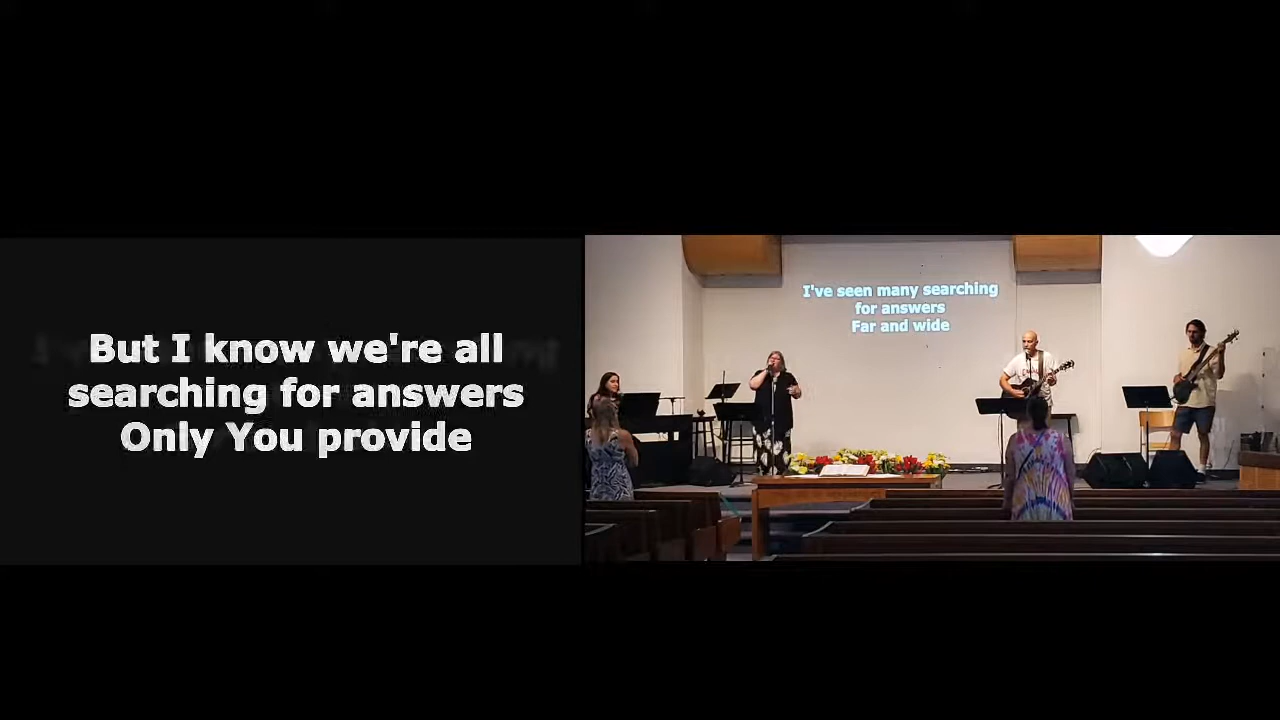 But I know we're all
searching for answers
Only You provide
I've seen many searching
for answers
Far and wide